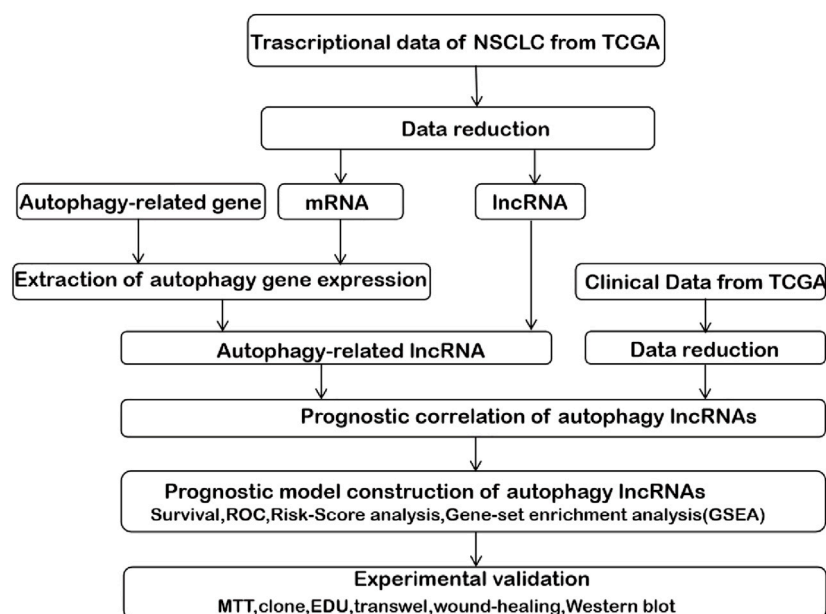 Trascriptional data of NSCLC from TCGA
Data reduction
Autophagy-related gene
mRNA
lncRNA
Extraction of autophagy gene expression
Clinical Data from TCGA
Autophagy-related lncRNA
Data reduction
Prognostic correlation of autophagy lncRNAs
Prognostic model construction of autophagy lncRNAs
Survival,ROC,Risk-Score analysis,Gene-set enrichment analysis(GSEA)
Experimental validation
MTT,clone,EDU,transwel,wound-healing,Western blot